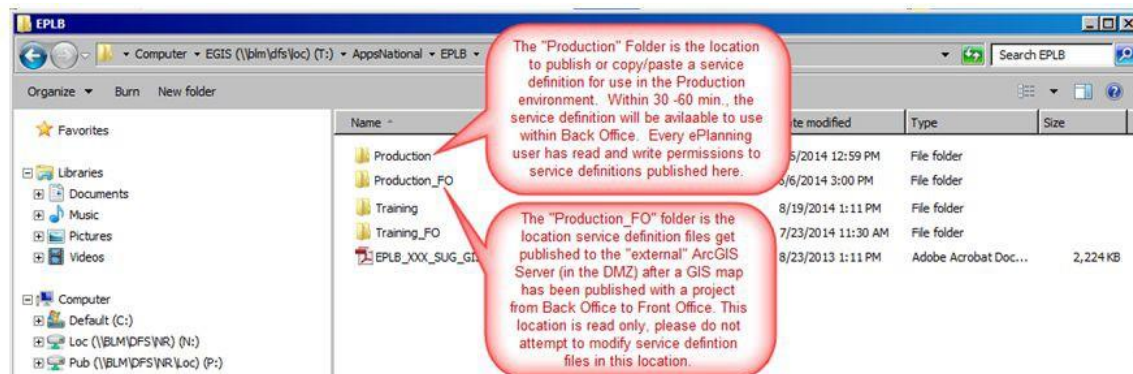 EPLB
Computer EGIS (\\blm\dfs\loc) (T:) AppsNational EPLB
Search EPLB
Organize Burn New folder
Name
ate modified
Type
Size
Favorites
Libraries
Documents
Music
Pictures
Videos
Computer
Default (C:)
Loc (\\BLM\DFS\NR) (N:)
Pub (\\BLM\DFS\NR\Loc) (P:)
Production
5/2014 12:59 PM
File folder
Production_FO
/6/2014 3:00 PM
File folder
Training
8/19/2014 1:11 PM
File folder
Training_FO
7/23/2014 11:30 AM
File folder
EPLB_XXX_SUG_GI
8/23/2013 1:11 PM
Adobe Acrobat Doc...
2,224 KB
The "Production" Folder is the location
to publish or copy/paste a service
definition for use in the Production
environment. Within 30 -60 min., the
service definition will be avilaable to use
within Back Office. Every ePlanning
user has read and write permissions to
service definitions published here.
The "Production_FO" folder is the
location service definition files get
published to the "external" ArcGIS
Server (in the DMZ) after a GIS map
has been published with a project
from Back Office to Front Office. This
location is read only, please do not
attempt to modify service defintion
files in this location.